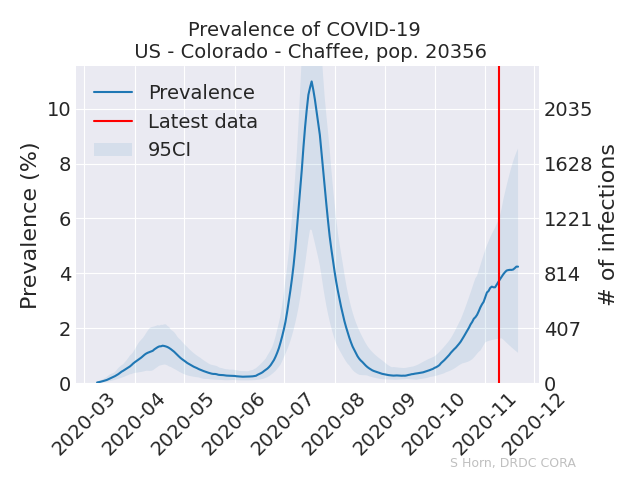 Prevalence of COVID-19
US - Colorado - Chaffee, pop. 20356
Prevalence
Latest data
95CI
Prevalence (%)
10
8
6
4
2
0
2035
1628
1221
814
407
0
# of infections
2020-03
2020-04
2020-05
2020-06
2020-07
2020-08
2020-09
2020-10
2020-11
2020-12
S Horn, DRDC CORA